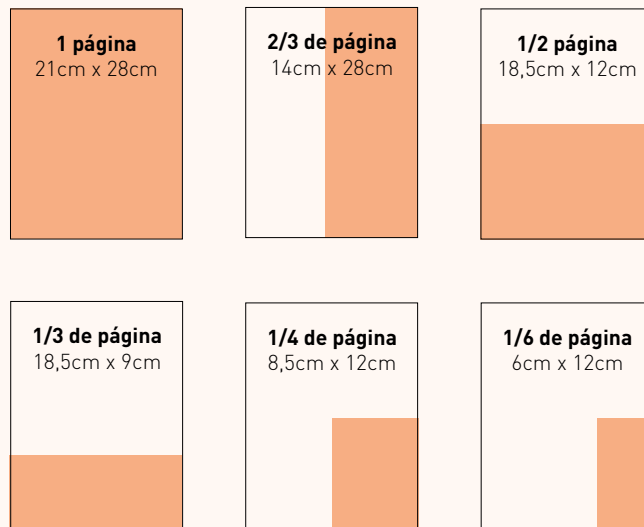 1 página
21cm x 28cm
2/3 de página
14cm x 28cm
1/2 página
18,5cm x 12cm
1/3 de página
18,5cm x 9cm
1/4 de página
8,5cm x 12cm
1/6 de página
6cm x 12cm